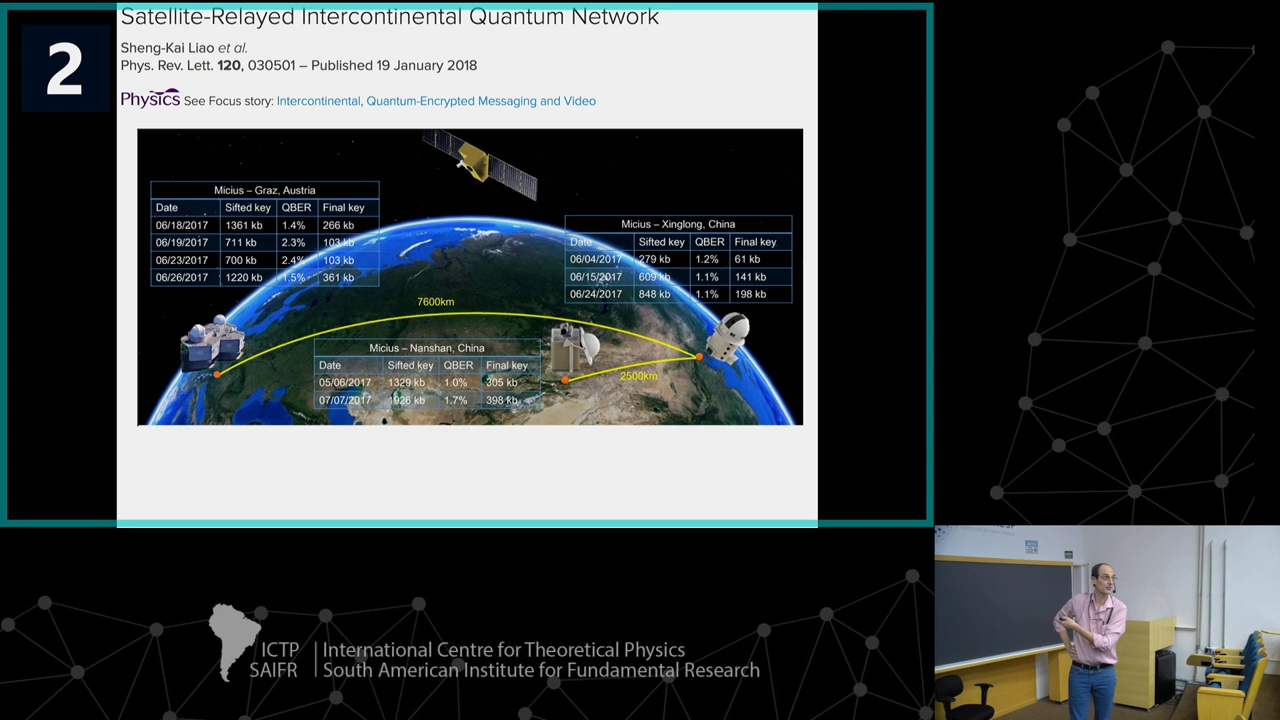 Satellite-Relayed Intercontinental Quantum Network
2
Sheng-Kai Liao et al.
Phys. Rev. Lett. 120, 030501 – Published 19 January 2018
Physics See Focus story: Intercontinental, Quantum-Encrypted Messaging and Video
Micius – Graz, Austria
Date Sifted key QBER Final key
06/18/2017 1361 kb 1.4% 266 kb
06/19/2017 711 kb 2.3% 103 kb
06/23/2017 700 kb 2.4% 103 kb
06/26/2017 1220 kb 1.5% 361 kb
Micius – Xinglong, China
Date Sifted key QBER Final key
06/04/2017 279 kb 1.2% 61 kb
06/15/2017 609 kb 1.1% 141 kb
06/24/2017 848 kb 1.1% 198 kb
7600km
Micius – Nanshan, China
Date Sifted key QBER Final key
05/06/2017 1329 kb 1.0% 305 kb
07/07/2017 1926 kb 1.7% 398 kb
2500km
ICTP
SAIFR
International Centre for Theoretical Physics
South American Institute for Fundamental Research